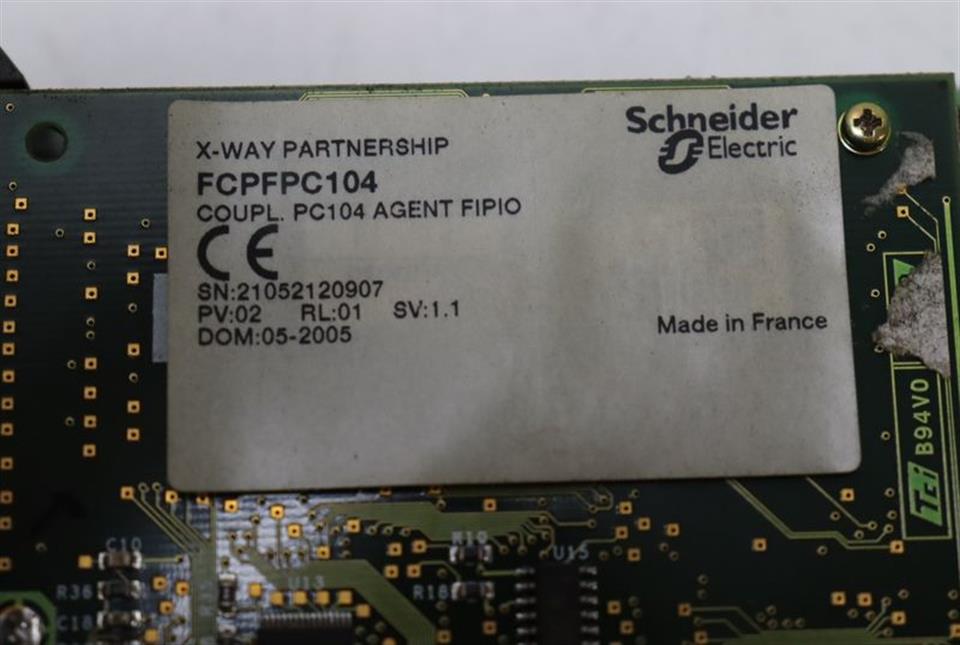 X-WAY PARTNERSHIP
Schneider
Electric
FCPFPC104
COUPL. PC104 AGENT FIPIO
CE
SN:21052120907
PV:02 RL:01 SV:1.1
DOM:05-2005
Made in France
B94V0
C10
R36
C18
U13
R19
R18
U15